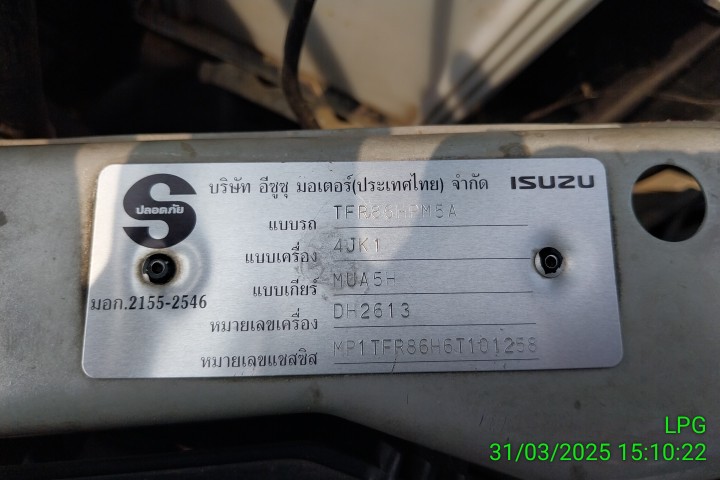 S
ปลอดภัย
บริษัท อีซูซุ มอเตอร์(ประเทศไทย) จำกัด ISUZU
แบบรถ TFR86HPM5A
แบบเครื่อง 4JK1
แบบเกียร์ MUA5H
มอก.2155-2546
หมายเลขเครื่อง DH2613
หมายเลขแชสซิส MP1TFR86H6T101258
LPG
31/03/2025 15:10:22